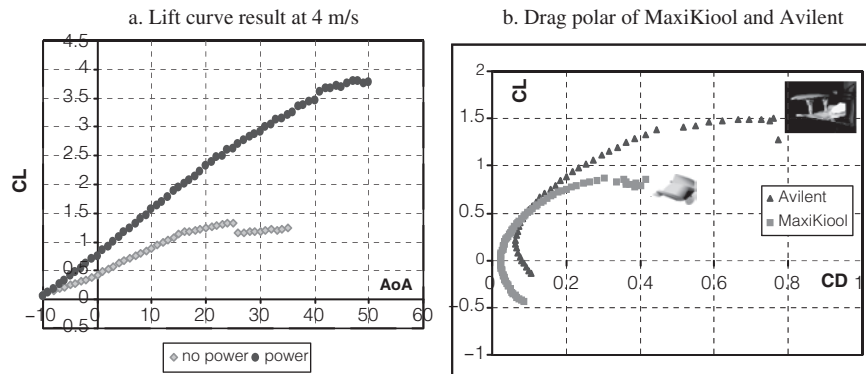 a. Lift curve result at 4 m/s
4.5
4
3.5
3
2.5
2
1.5
1
0.5
0
0.5
CL
AoA
−10 0 10 20 30 40 50 60
no power power
b. Drag polar of MaxiKiool and Avilent
CL
2
1.5
1
0.5
0
−0.5
−1
0 0.2 0.4 0.6 0.8 1
CD
Avilent
MaxiKiool